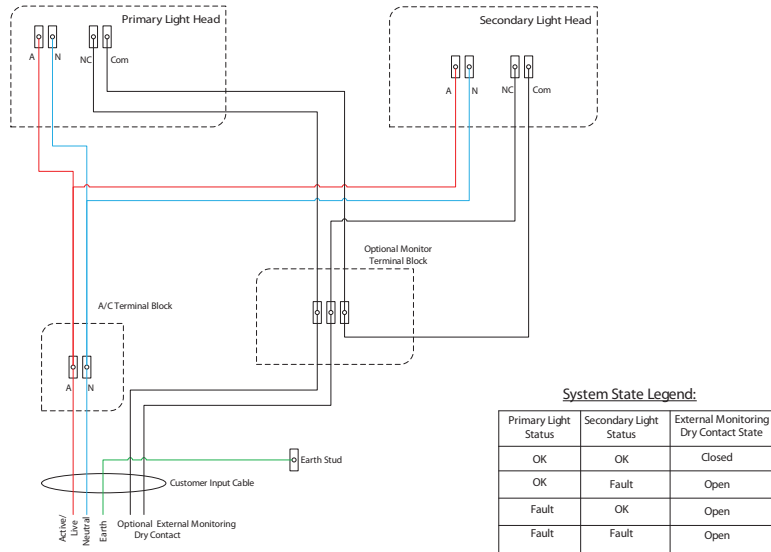 Primary Light Head
A
N
NC
Com
Secondary Light Head
A
N
NC
Com
Optional Monitor
Terminal Block
A/C Terminal Block
A
N
Earth Stud
Customer Input Cable
Active/
Live
Neutral
Earth
Optional External Monitoring
Dry Contact
System State Legend:
Primary Light Status
Secondary Light Status
External Monitoring Dry Contact State
OK
OK
Closed
OK
Fault
Open
Fault
OK
Open
Fault
Fault
Open